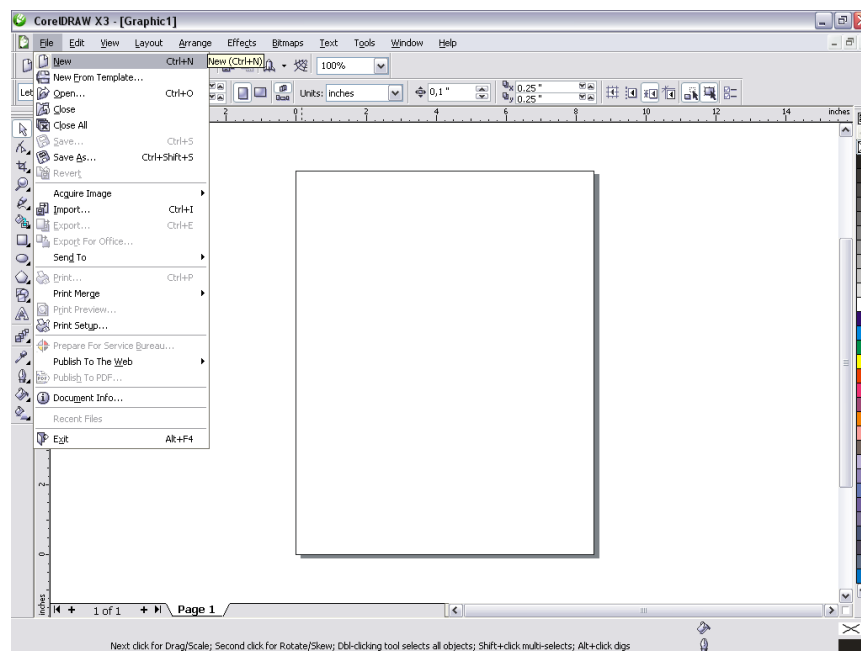 CorelDRAW X3 - [Graphic1]
File Edit View Layout Arrange Effects Bitmaps Text Tools Window Help
New Ctrl+N
New (Ctrl+N)
100%
New From Template...
Open... Ctrl+O
Let
Units: inches
0,1 "
0.25 "
0.25 "
Close
2 0 2 4 6 8 10 12 14 inches
Close All
Save... Ctrl+S
Save As... Ctrl+Shift+S
Revert
Acquire Image
Import... Ctrl+I
Export... Ctrl+E
Export For Office...
Send To
Print... Ctrl+P
Print Merge
Print Preview...
Print Setup...
Prepare For Service Bureau...
Publish To The Web
Publish To PDF...
Document Info...
Recent Files
Exit Alt+F4
2
0
inches
1 of 1 Page 1
Next click for Drag/Scale; Second click for Rotate/Skew; Dbl-clicking tool selects all objects; Shift+click multi-selects; Alt+click digs